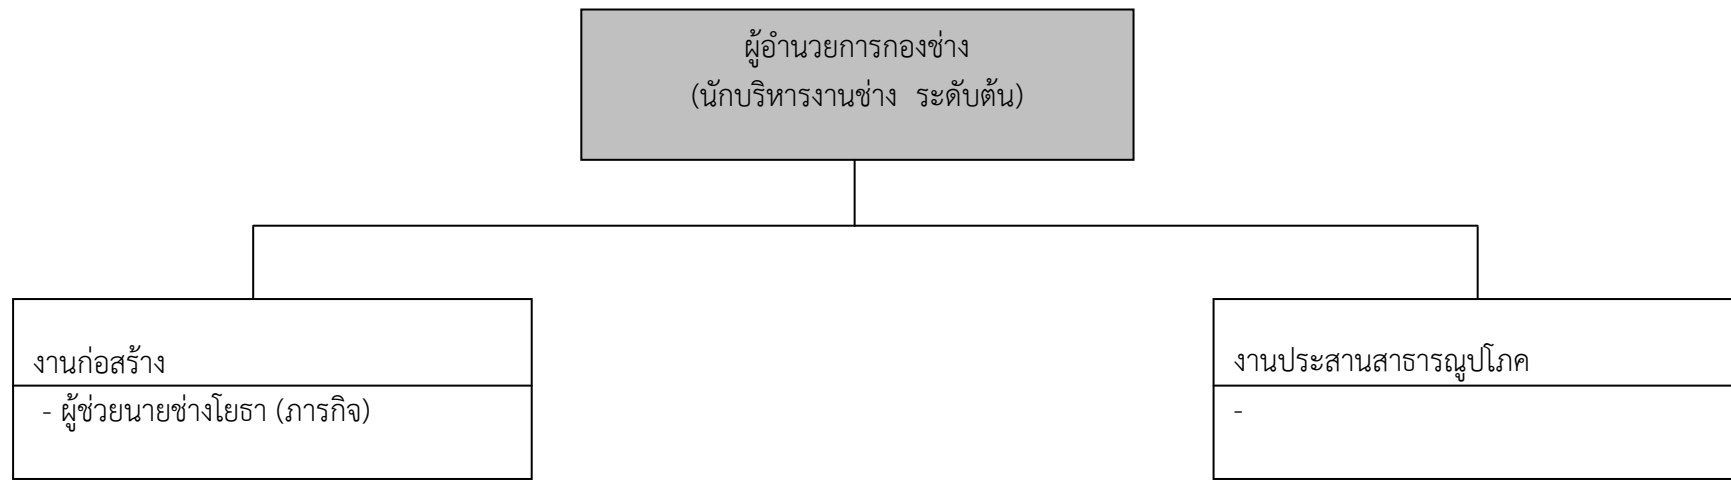 ผู้อำนวยการกองช่าง
(นักบริหารงานช่าง ระดับต้น)
งานก่อสร้าง
- ผู้ช่วยนายช่างโยธา (ภารกิจ)
งานประสานสาธารณูปโภค
-